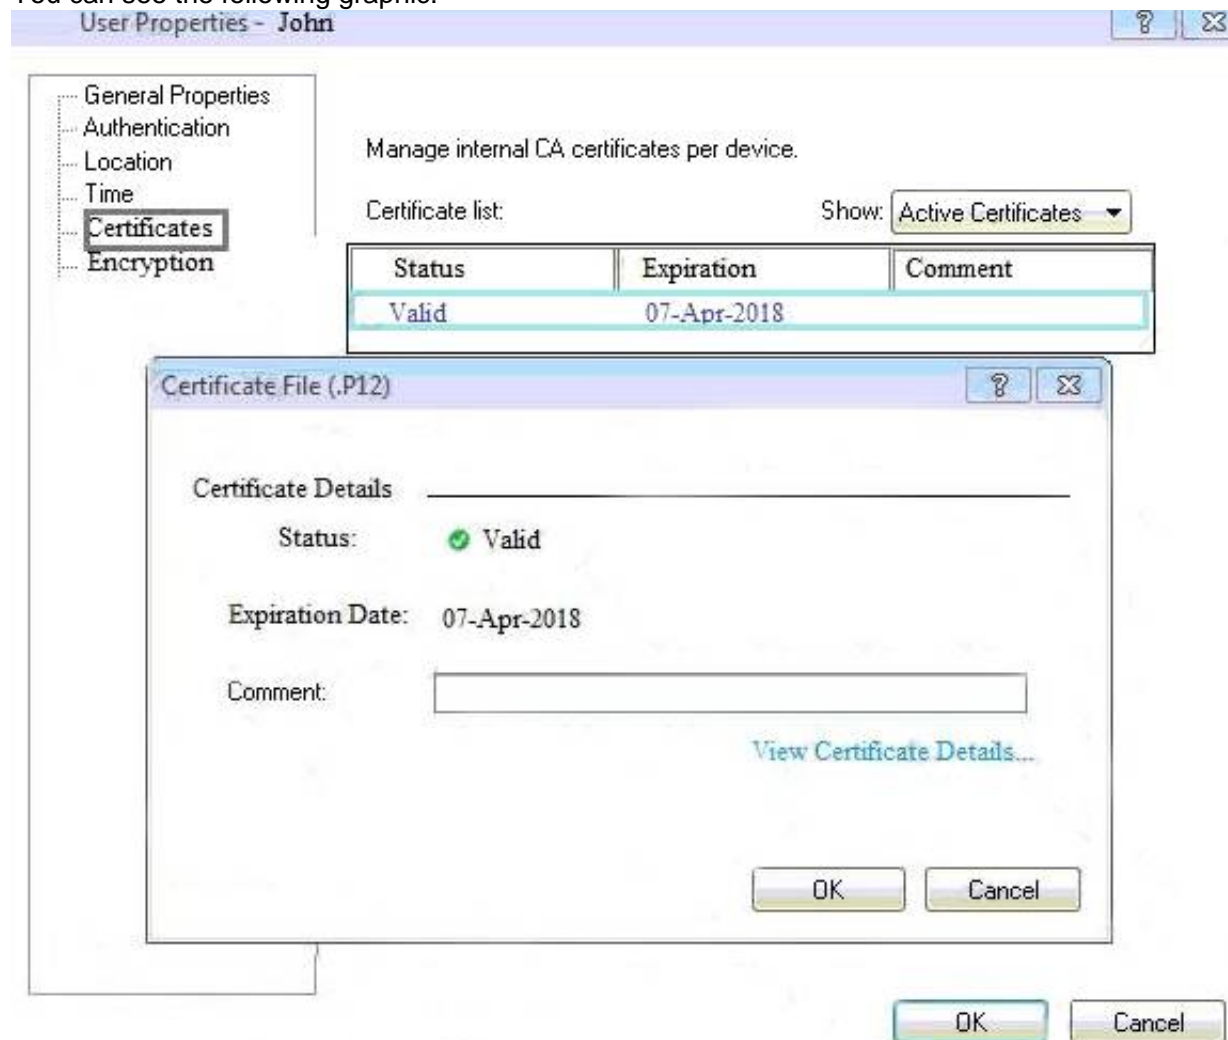 You can see the following graphic.
User Properties - John
General Properties
Authentication
Location
Time
Certificates
Encryption
Manage internal CA certificates per device.
Certificate list: Show: Active Certificates
Status Expiration Comment
Valid 07-Apr-2018
Certificate File (.P12)
Certificate Details
Status: Valid
Expiration Date: 07-Apr-2018
Comment:
View Certificate Details...
OK Cancel
OK Cancel